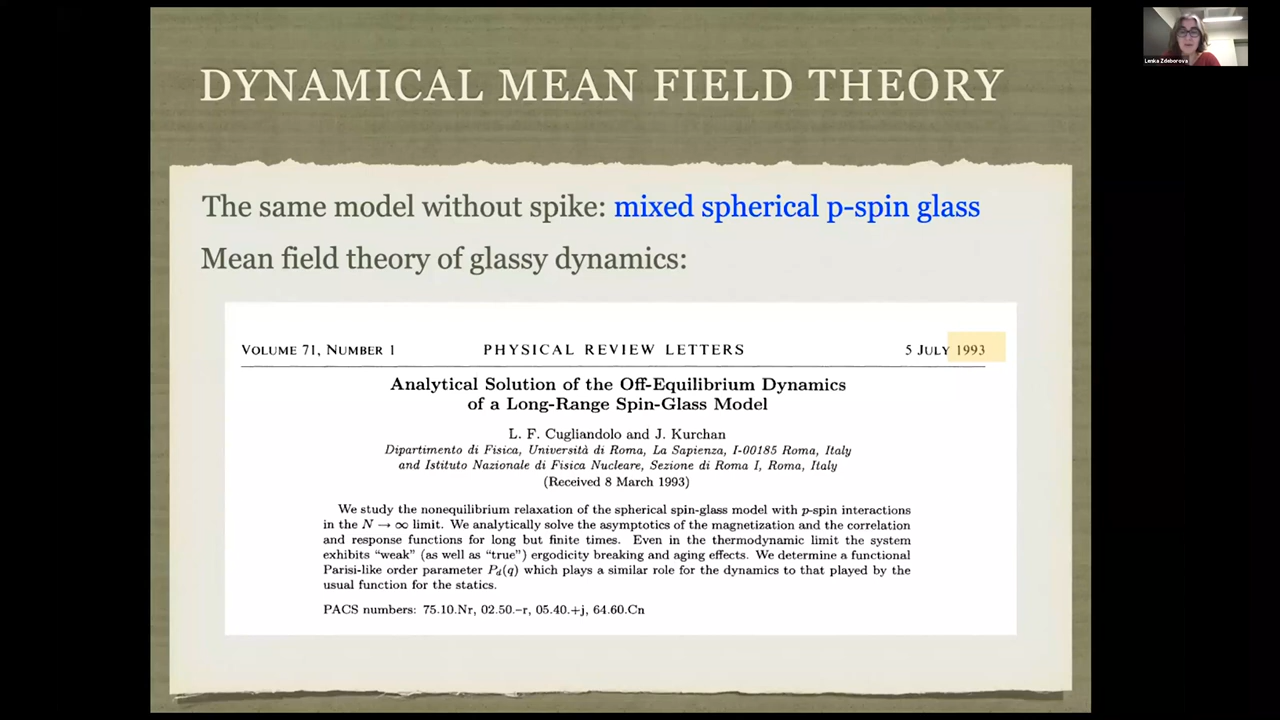 DYNAMICAL MEAN FIELD THEORY
Lenka Zdeborova
The same model without spike: mixed spherical p-spin glass
Mean field theory of glassy dynamics:
VOLUME 71, NUMBER 1 PHYSICAL REVIEW LETTERS 5 JULY 1993
Analytical Solution of the Off-Equilibrium Dynamics
of a Long-Range Spin-Glass Model
L. F. Cugliandolo and J. Kurchan
Dipartimento di Fisica, Università di Roma, La Sapienza, I-00185 Roma, Italy
and Istituto Nazionale di Fisica Nucleare, Sezione di Roma I, Roma, Italy
(Received 8 March 1993)
We study the nonequilibrium relaxation of the spherical spin-glass model with p-spin interactions
in the N → ∞ limit. We analytically solve the asymptotics of the magnetization and the correlation
and response functions for long but finite times. Even in the thermodynamic limit the system
exhibits “weak” (as well as “true”) ergodicity breaking and aging effects. We determine a functional
Parisi-like order parameter P_d(q) which plays a similar role for the dynamics to that played by the
usual function for the statics.
PACS numbers: 75.10.Nr, 02.50.−r, 05.40.+j, 64.60.Cn